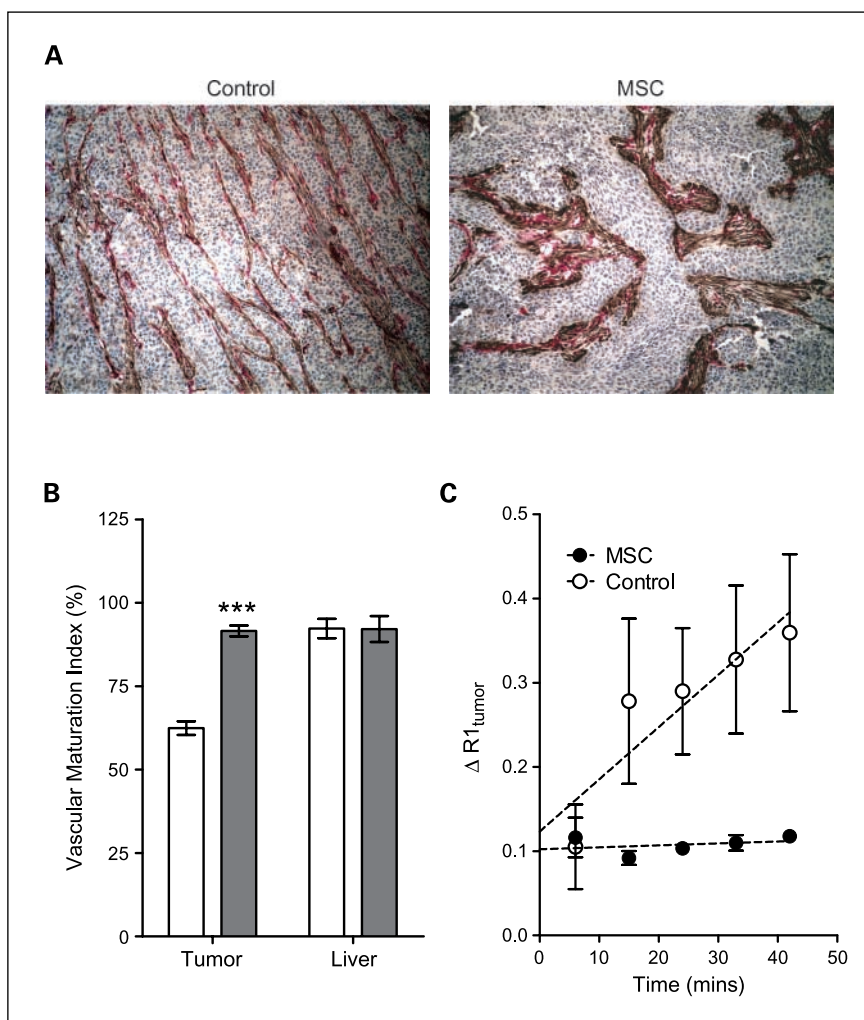 A
Control
MSC
B
Vascular Maturation Index (%)
125
100
75
50
25
0
***
Tumor
Liver
C
Δ R1tumor
0.5
0.4
0.3
0.2
0.1
0.0
MSC
Control
0
10
20
30
40
50
Time (mins)